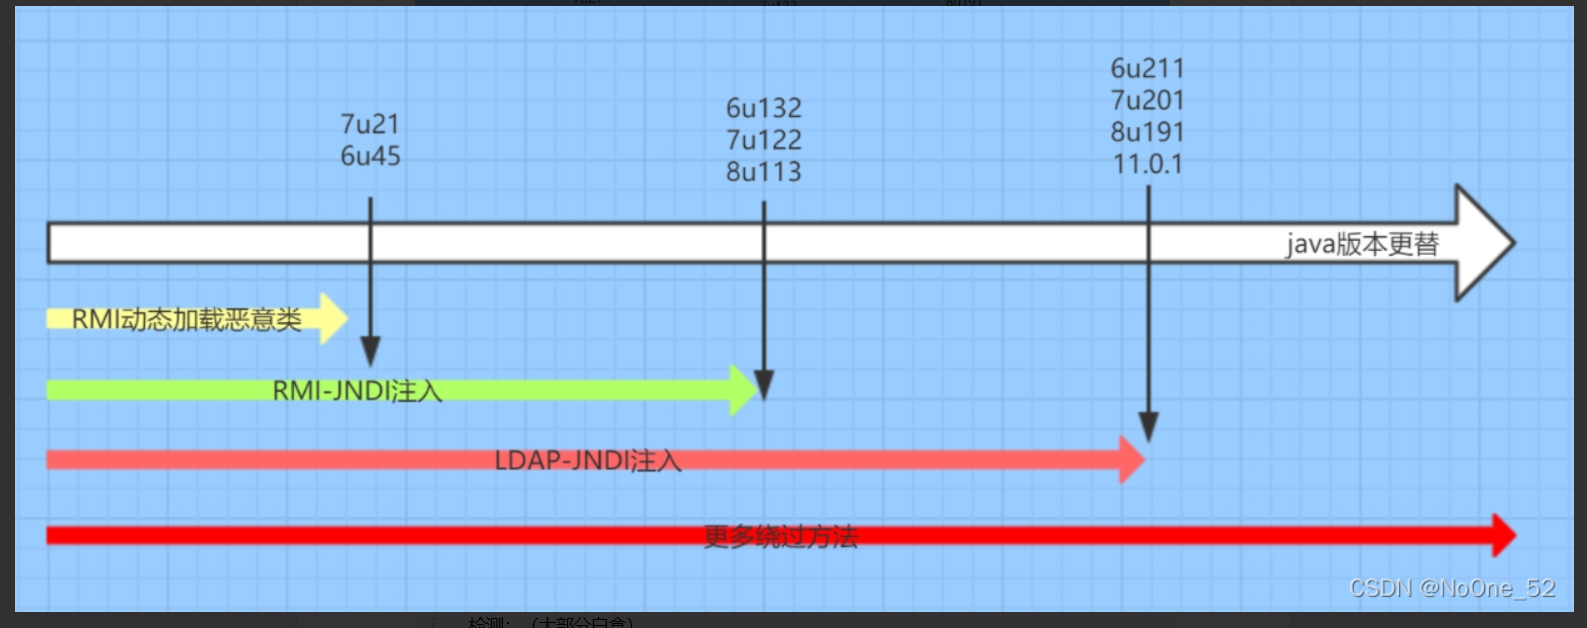 7u21
6u45
6u132
7u122
8u113
6u211
7u201
8u191
11.0.1
java版本更替
RMI动态加载恶意类
RMI-JNDI注入
LDAP-JNDI注入
更多绕过方法
CSDN @NoOne_52